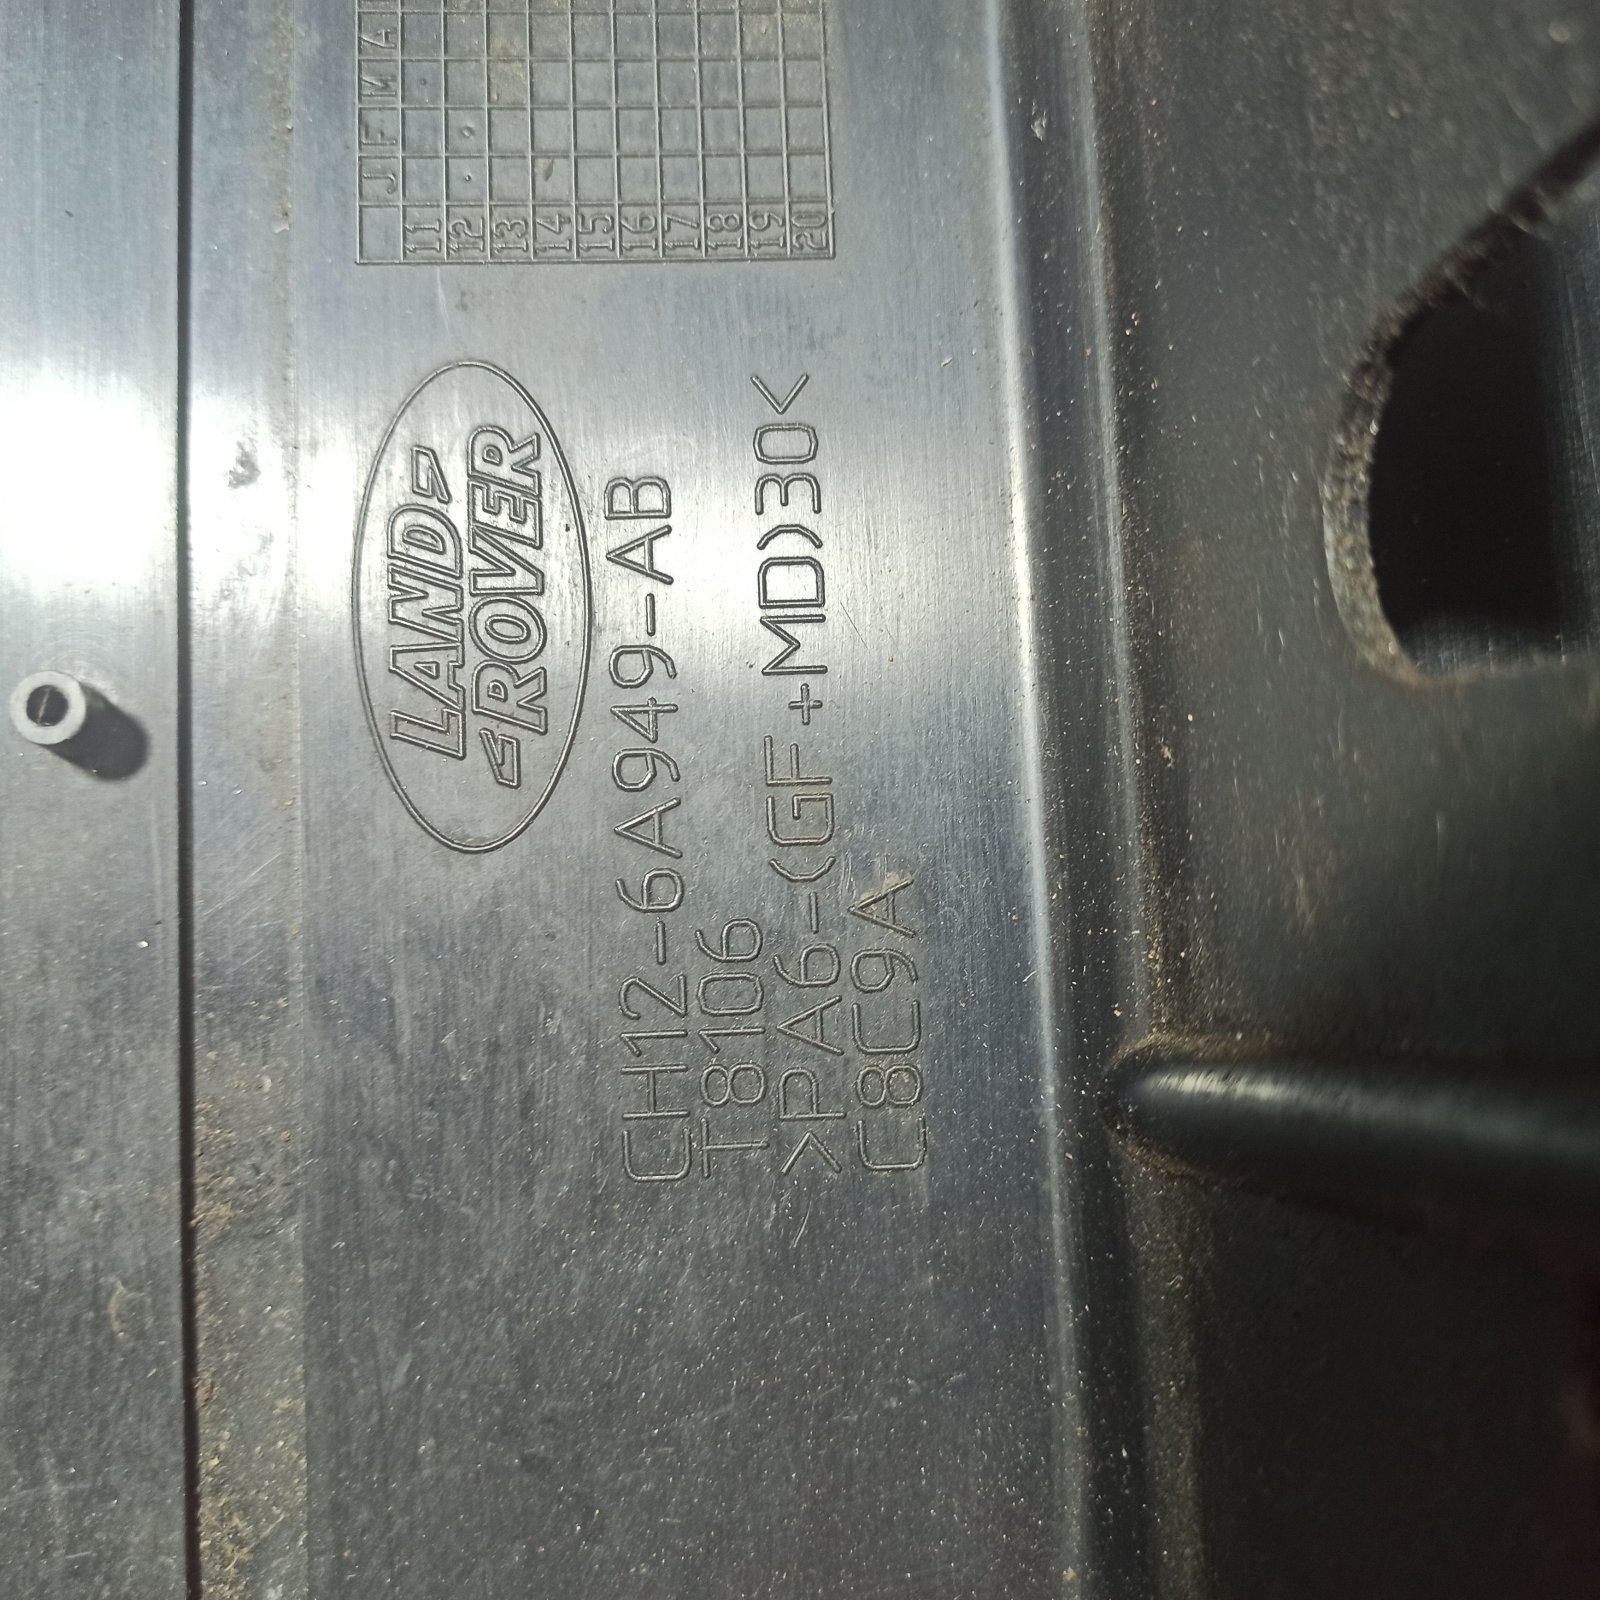 LAND
ROVER
CH12-6A949-AB
T8106
>PA6-(GF+MD)30<
C8C9A
J F M A
11
12
13
14
15
16
17
18
19
20